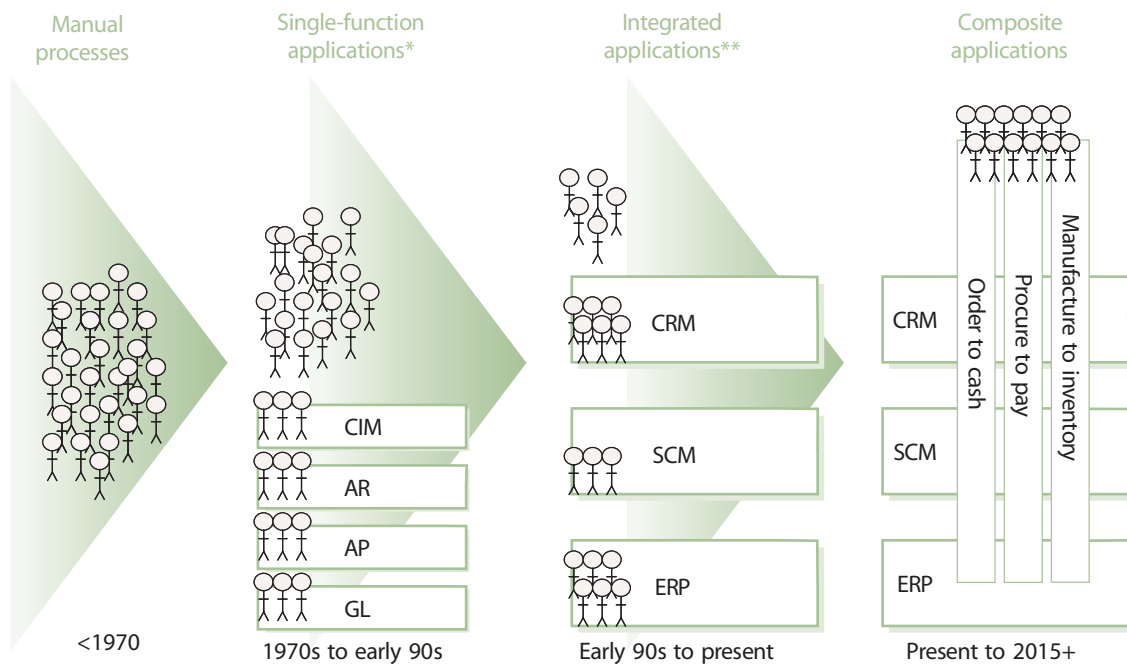 Manual
processes
Single-function
applications*
Integrated
applications**
Composite
applications
CIM
AR
AP
GL
CRM
SCM
ERP
CRM
SCM
ERP
Order to cash
Procure to pay
Manufacture to inventory
<1970
1970s to early 90s
Early 90s to present
Present to 2015+